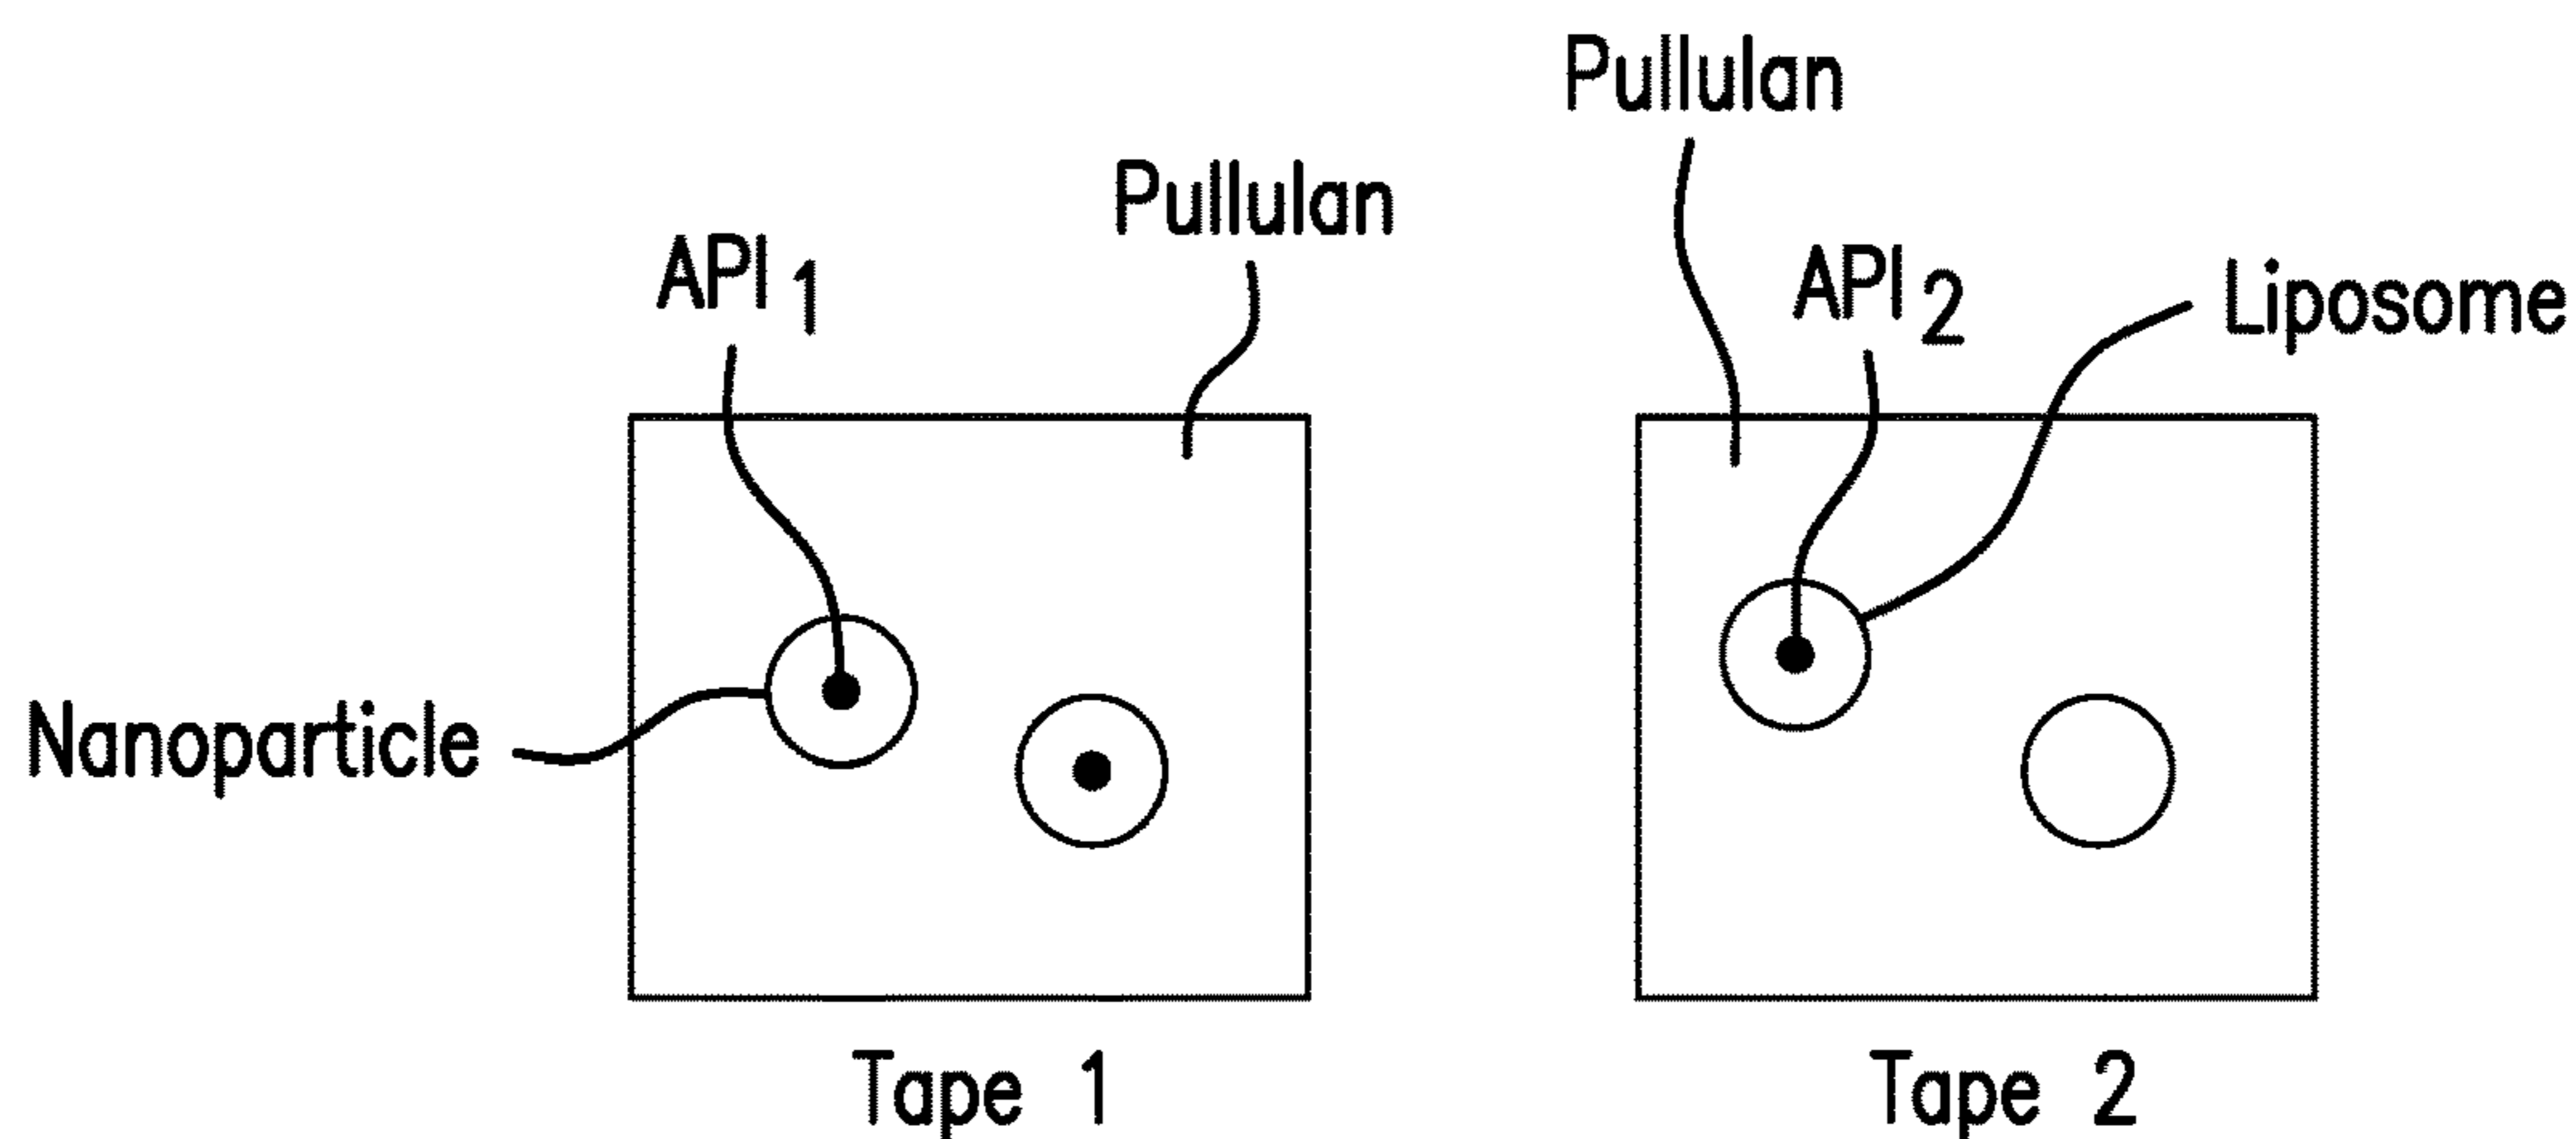 Pullulan
Pullulan
API 1
API 2
Liposome
Nanoparticle
Tape 1
Tape 2